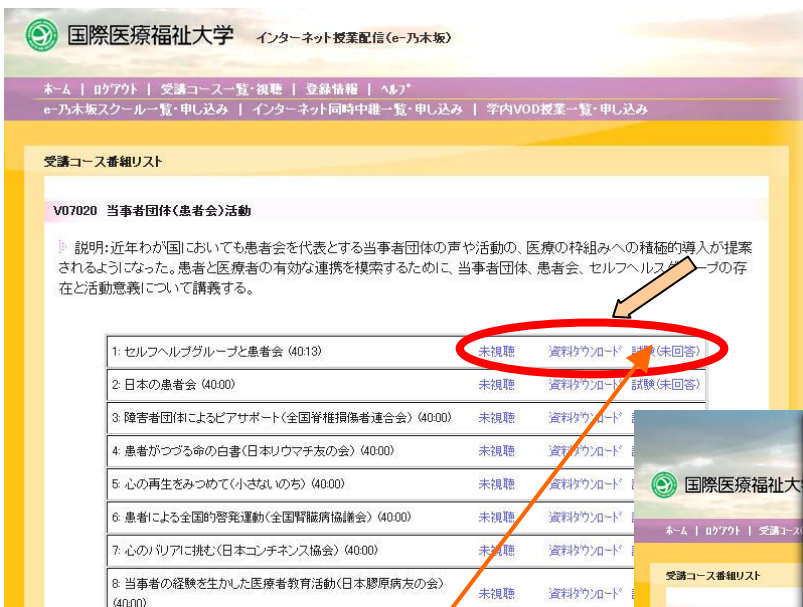 国際医療福祉大学 インターネット授業配信(e-乃木坂)
ホーム | ログアウト | 受講コース一覧・視聴 | 登録情報 | ヘルプ
e-乃木坂スクール一覧・申し込み | インターネット同時中継一覧・申し込み | 学内VOD授業一覧・申し込み
受講コース番組リスト
V07020 当事者団体(患者会)活動
説明:近年わが国においても患者会を代表とする当事者団体の声や活動の、医療の枠組みへの積極的導入が提案
されるようになった。患者と医療者の有効な連携を模索するために、当事者団体、患者会、セルフヘルスグループの存
在と活動意義について講義する。
1: セルフヘルプグループと患者会 (40:13) 未視聴 資料ダウンロード 試験(未回答)
2: 日本の患者会 (40:00) 未視聴 資料ダウンロード 試験(未回答)
3: 障害者団体によるピアサポート(全国脊椎損傷者連合会) (40:00) 未視聴 資料ダウンロード
4: 患者がつづる命の白書(日本リウマチ友の会) (40:00) 未視聴 資料ダウンロード
5: 心の再生をみつめて(小さないのち) (40:00) 未視聴 資料ダウンロード
6: 患者による全国的啓発運動(全国腎臓病協議会) (40:00) 未視聴 資料ダウンロード
7: 心のバリアに挑む(日本コンチネンス協会) (40:00) 未視聴 資料ダウンロード
8: 当事者の経験を生かした医療者教育活動(日本膠原病友の会)
(40:00) 未視聴 資料ダウンロード
国際医療福祉大
ホーム | ログアウト | 受講コース
受講コース番組リスト